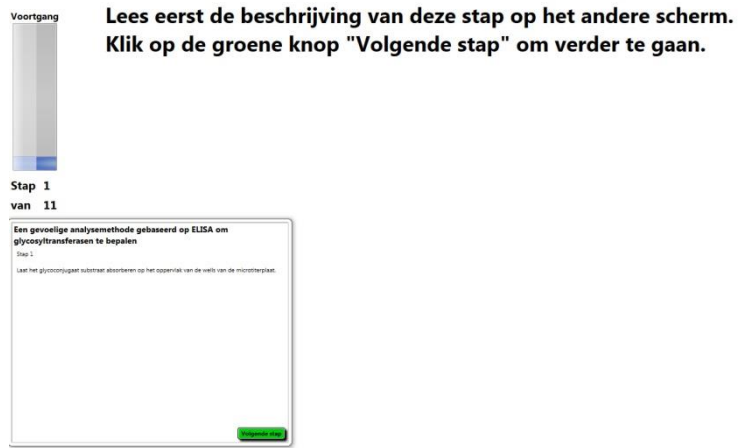 Voortgang
Lees eerst de beschrijving van deze stap op het andere scherm.
Klik op de groene knop "Volgende stap" om verder te gaan.
Stap 1
van 11
Een gevoelige analysemethode gebaseerd op ELISA om
glycosyltransferasen te bepalen
Stap 1
Laat het glycoconjugaat substraat absorberen op het oppervlak van de wells van de microtiterplaat.
Volgende stap